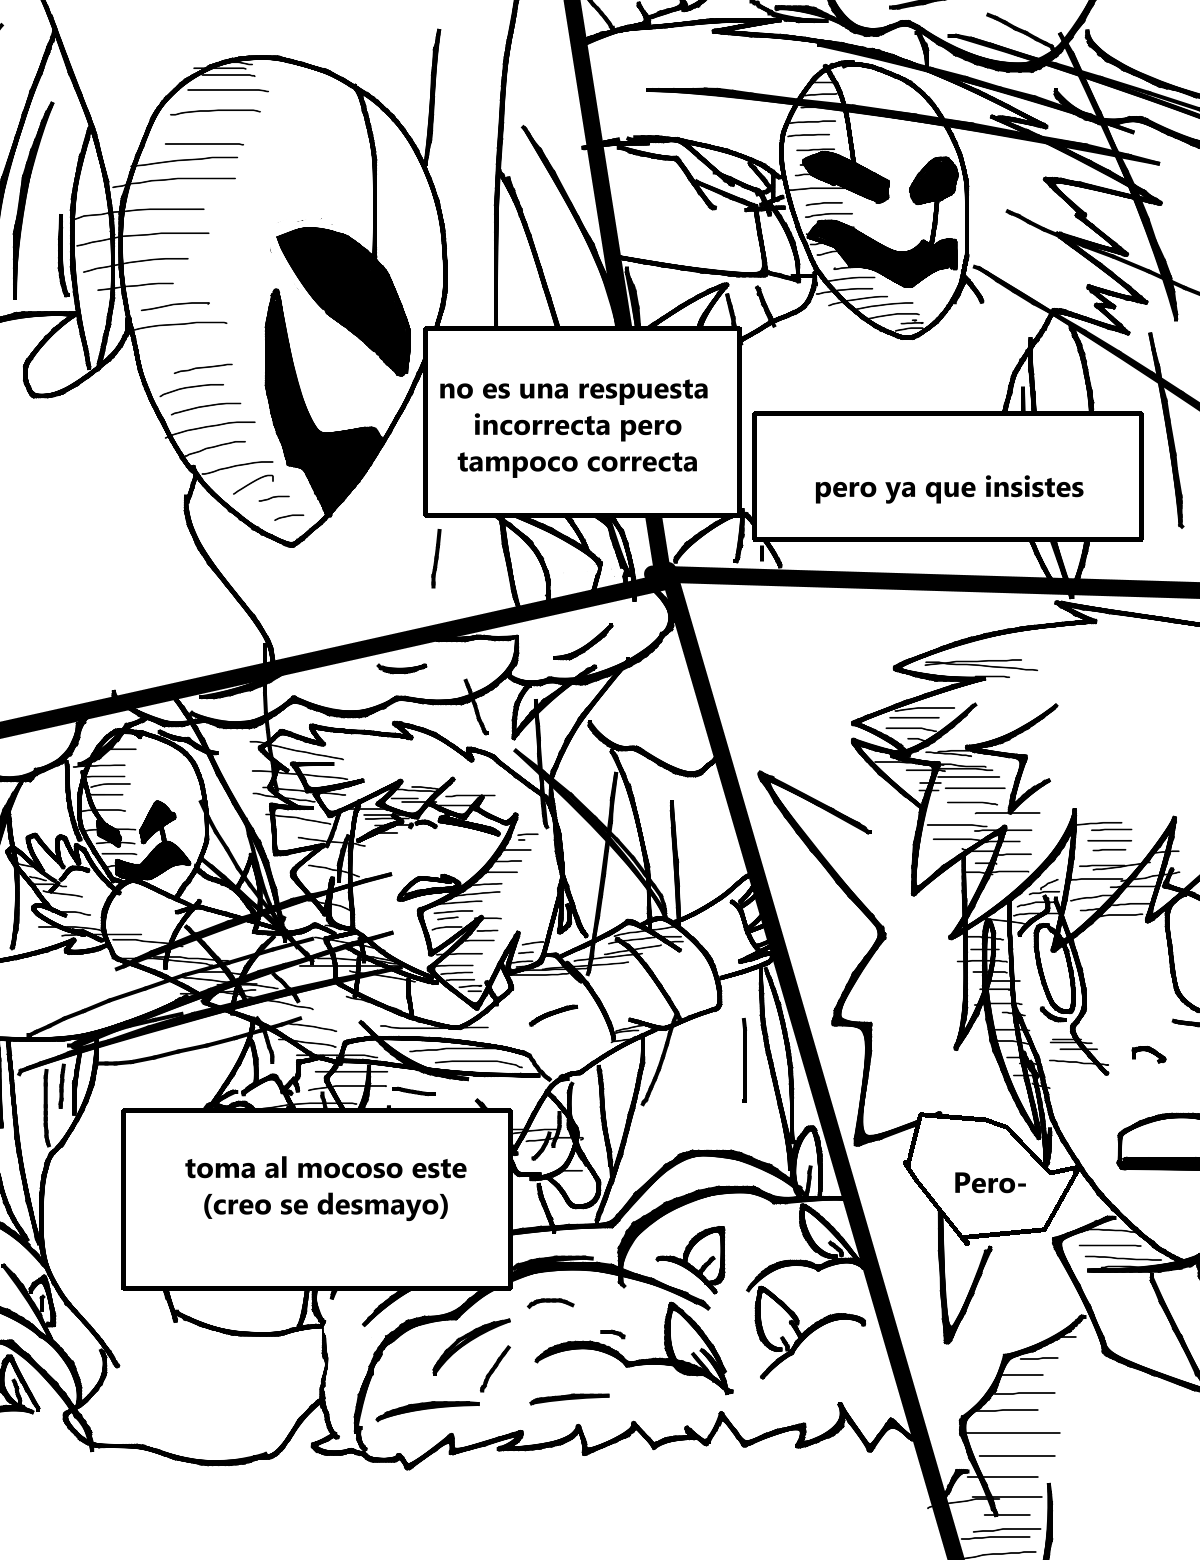 no es una respuesta
incorrecta pero
tampoco correcta
pero ya que insistes
toma al mocoso este
(creo se desmayo)
Pero-